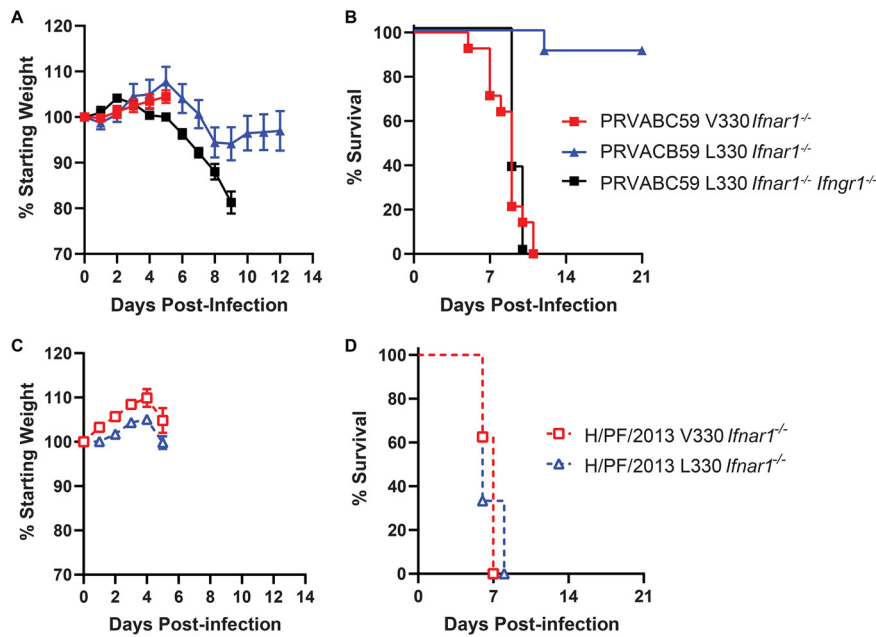 A
120
110
100
90
80
70
% Starting Weight
0 2 4 6 8 10 12 14
Days Post-Infection
B
100
80
60
40
20
0
% Survival
0 7 14 21
Days Post-Infection
PRVABC59 V330 Ifnar1-/-
PRVACB59 L330 Ifnar1-/-
PRVABC59 L330 Ifnar1-/- Ifngr1-/-
C
120
110
100
90
80
70
% Starting Weight
0 2 4 6 8 10 12 14
Days Post-infection
D
100
80
60
40
20
0
% Survival
0 7 14 21
Days Post-infection
H/PF/2013 V330 Ifnar1-/-
H/PF/2013 L330 Ifnar1-/-